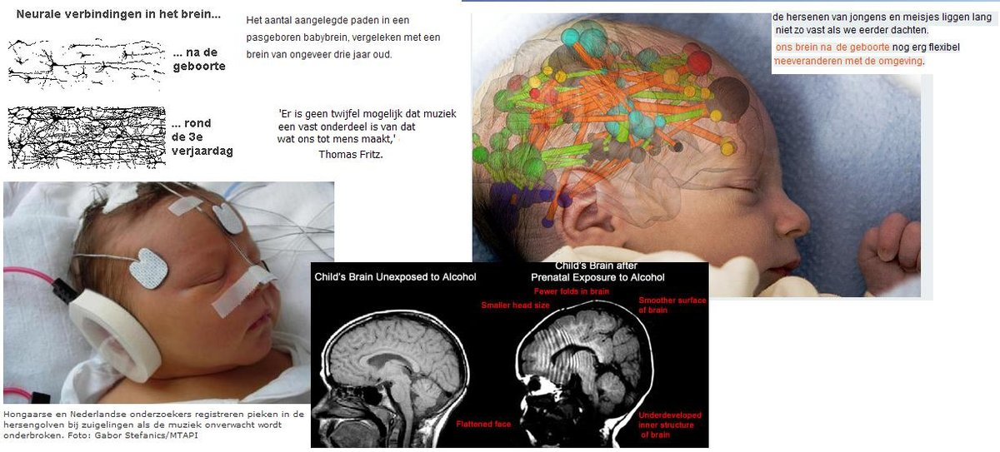 Neurale verbindingen in het brein...
... na de
geboorte
Het aantal aangelegde paden in een
pasgeboren babybrein, vergeleken met een
brein van ongeveer drie jaar oud.
... rond
de 3e
verjaardag
'Er is geen twijfel mogelijk dat muziek
een vast onderdeel is van dat
wat ons tot mens maakt,'
Thomas Fritz.
de hersenen van jongens en meisjes liggen lang
niet zo vast als we eerder dachten.
ons brein na de geboorte nog erg flexibel
meeveranderen met de omgeving.
Hongaarse en Nederlandse onderzoekers registreren pieken in de
hersengolven bij zuigelingen als de muziek onverwacht wordt
onderbroken. Foto: Gabor Stefanics/MTAPI
Child's Brain Unexposed to Alcohol
Child's Brain after
Prenatal Exposure to Alcohol
Fewer folds in brain
Smaller head size
Smoother surface
of brain
Flattened face
Underdeveloped
inner structure
of brain